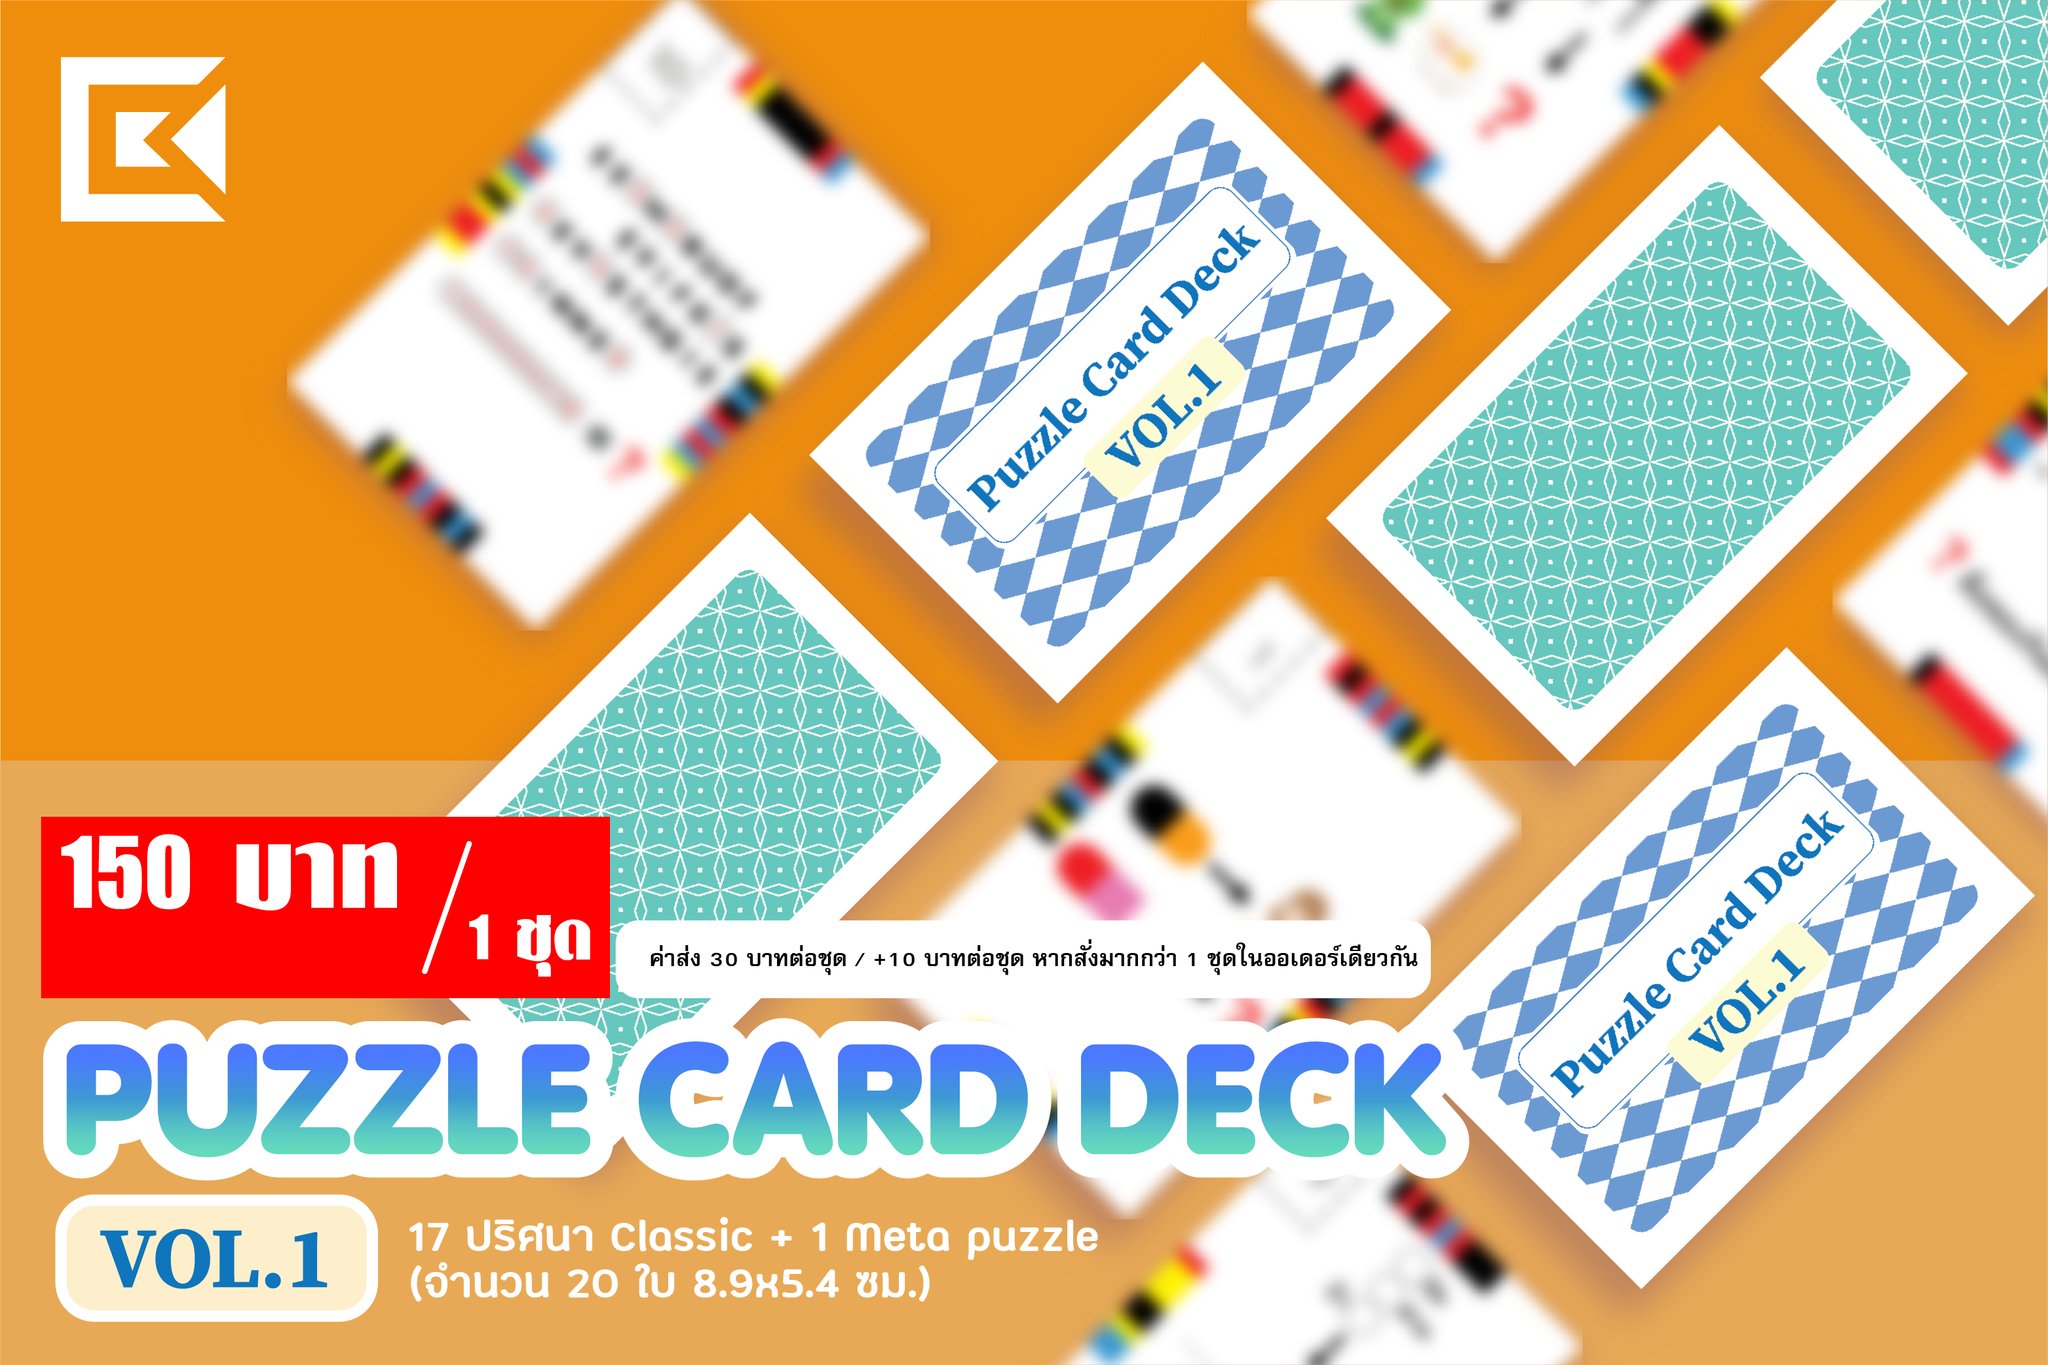 Puzzle Card Deck
VOL.1
Puzzle Card Deck
VOL.1
150 บาท / 1 ชุด
ค่าส่ง 30 บาทต่อชุด / +10 บาทต่อชุด หากสั่งมากกว่า 1 ชุดในออเดอร์เดียวกัน
PUZZLE CARD DECK
VOL.1
17 ปริศนา Classic + 1 Meta puzzle
(จำนวน 20 ใบ 8.9x5.4 ซม.)